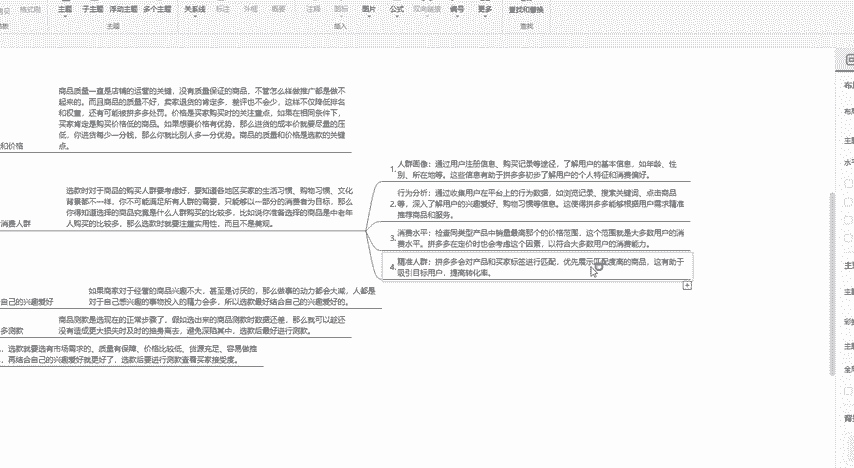 格式刷
主题 子主题 浮动主题 多个主题 关系线 标注 外框 概要 注释 图标 图片 公式 双向链接 编号 更多 查找和替换
主题 插入 查找
商品质量一直是店铺的运营的关键，没有质量保证的商品，不管怎么样做推广都是做不
起来的。而且商品的质量不好，卖家退货的肯定多，差评也不会少，这样不仅降低排名
和权重，还有可能被拼多多处罚。价格是买家购买时的关注重点，如果在相同条件下，
买家肯定是购买价格低的商品。如果想要价格有优势，那么进货的成本价就要尽量的压
低，你进货每少一分钱，那么你就比别人多一分优势。商品的质量和价格是选款的关键
点。
和价格
选款时对于商品的购买人群要考虑好，要知道各地区买家的生活习惯、购物习惯、文化
背景都不一样，你不可能满足所有人群的需要，只能够以一部分的消费者为目标，那么
你得知道选择的商品究竟是什么人群购买的比较多，比如说你准备选择的商品是中老年
人购买的比较多，那么选款时就要注重实用性，而且不是美观。
消费人群
1. 人群画像：通过用户注册信息、购买记录等途径，了解用户的基本信息，如年龄、性
别、所在地等。这些信息有助于拼多多初步了解用户的个人特征和消费偏好。
行为分析：通过收集用户在平台上的行为数据，如浏览记录、搜索关键词、点击商品
2. 等，深入了解用户的兴趣爱好、购物习惯等信息。这使得拼多多能够根据用户需求精准
推荐商品和服务。
3. 消费水平：检查同类型产品中销量最高那个的价格范围，这个范围就是大多数用户的消
费水平。拼多多在定价时也会考虑这个因素，以符合大多数用户的消费能力。
4. 精准人群：拼多多会对产品和买家标签进行匹配，优先展示匹配度高的商品，这有助于
吸引目标用户，提高转化率。
如果商家对于经营的商品兴趣不大，甚至是讨厌的，那么做事的动力都会大减，人都是
对于自己想兴趣的事物投入的精力会多，所以选款最好结合自己的兴趣爱好的。
自己的兴趣爱好
商品测款是选现在的正常步骤了，假如选出来的商品测款时数据还差，那么就可以趁还
没有造成更大损失时及时的抽身离去，避免深陷其中，选款后最好进行测款。
多测款
，选款就要选有市场需求的、质量有保障、价格比较低、货源充足、容易做推
，再结合自己的兴趣爱好就更好了，选款后要进行测款查看买家接受度。